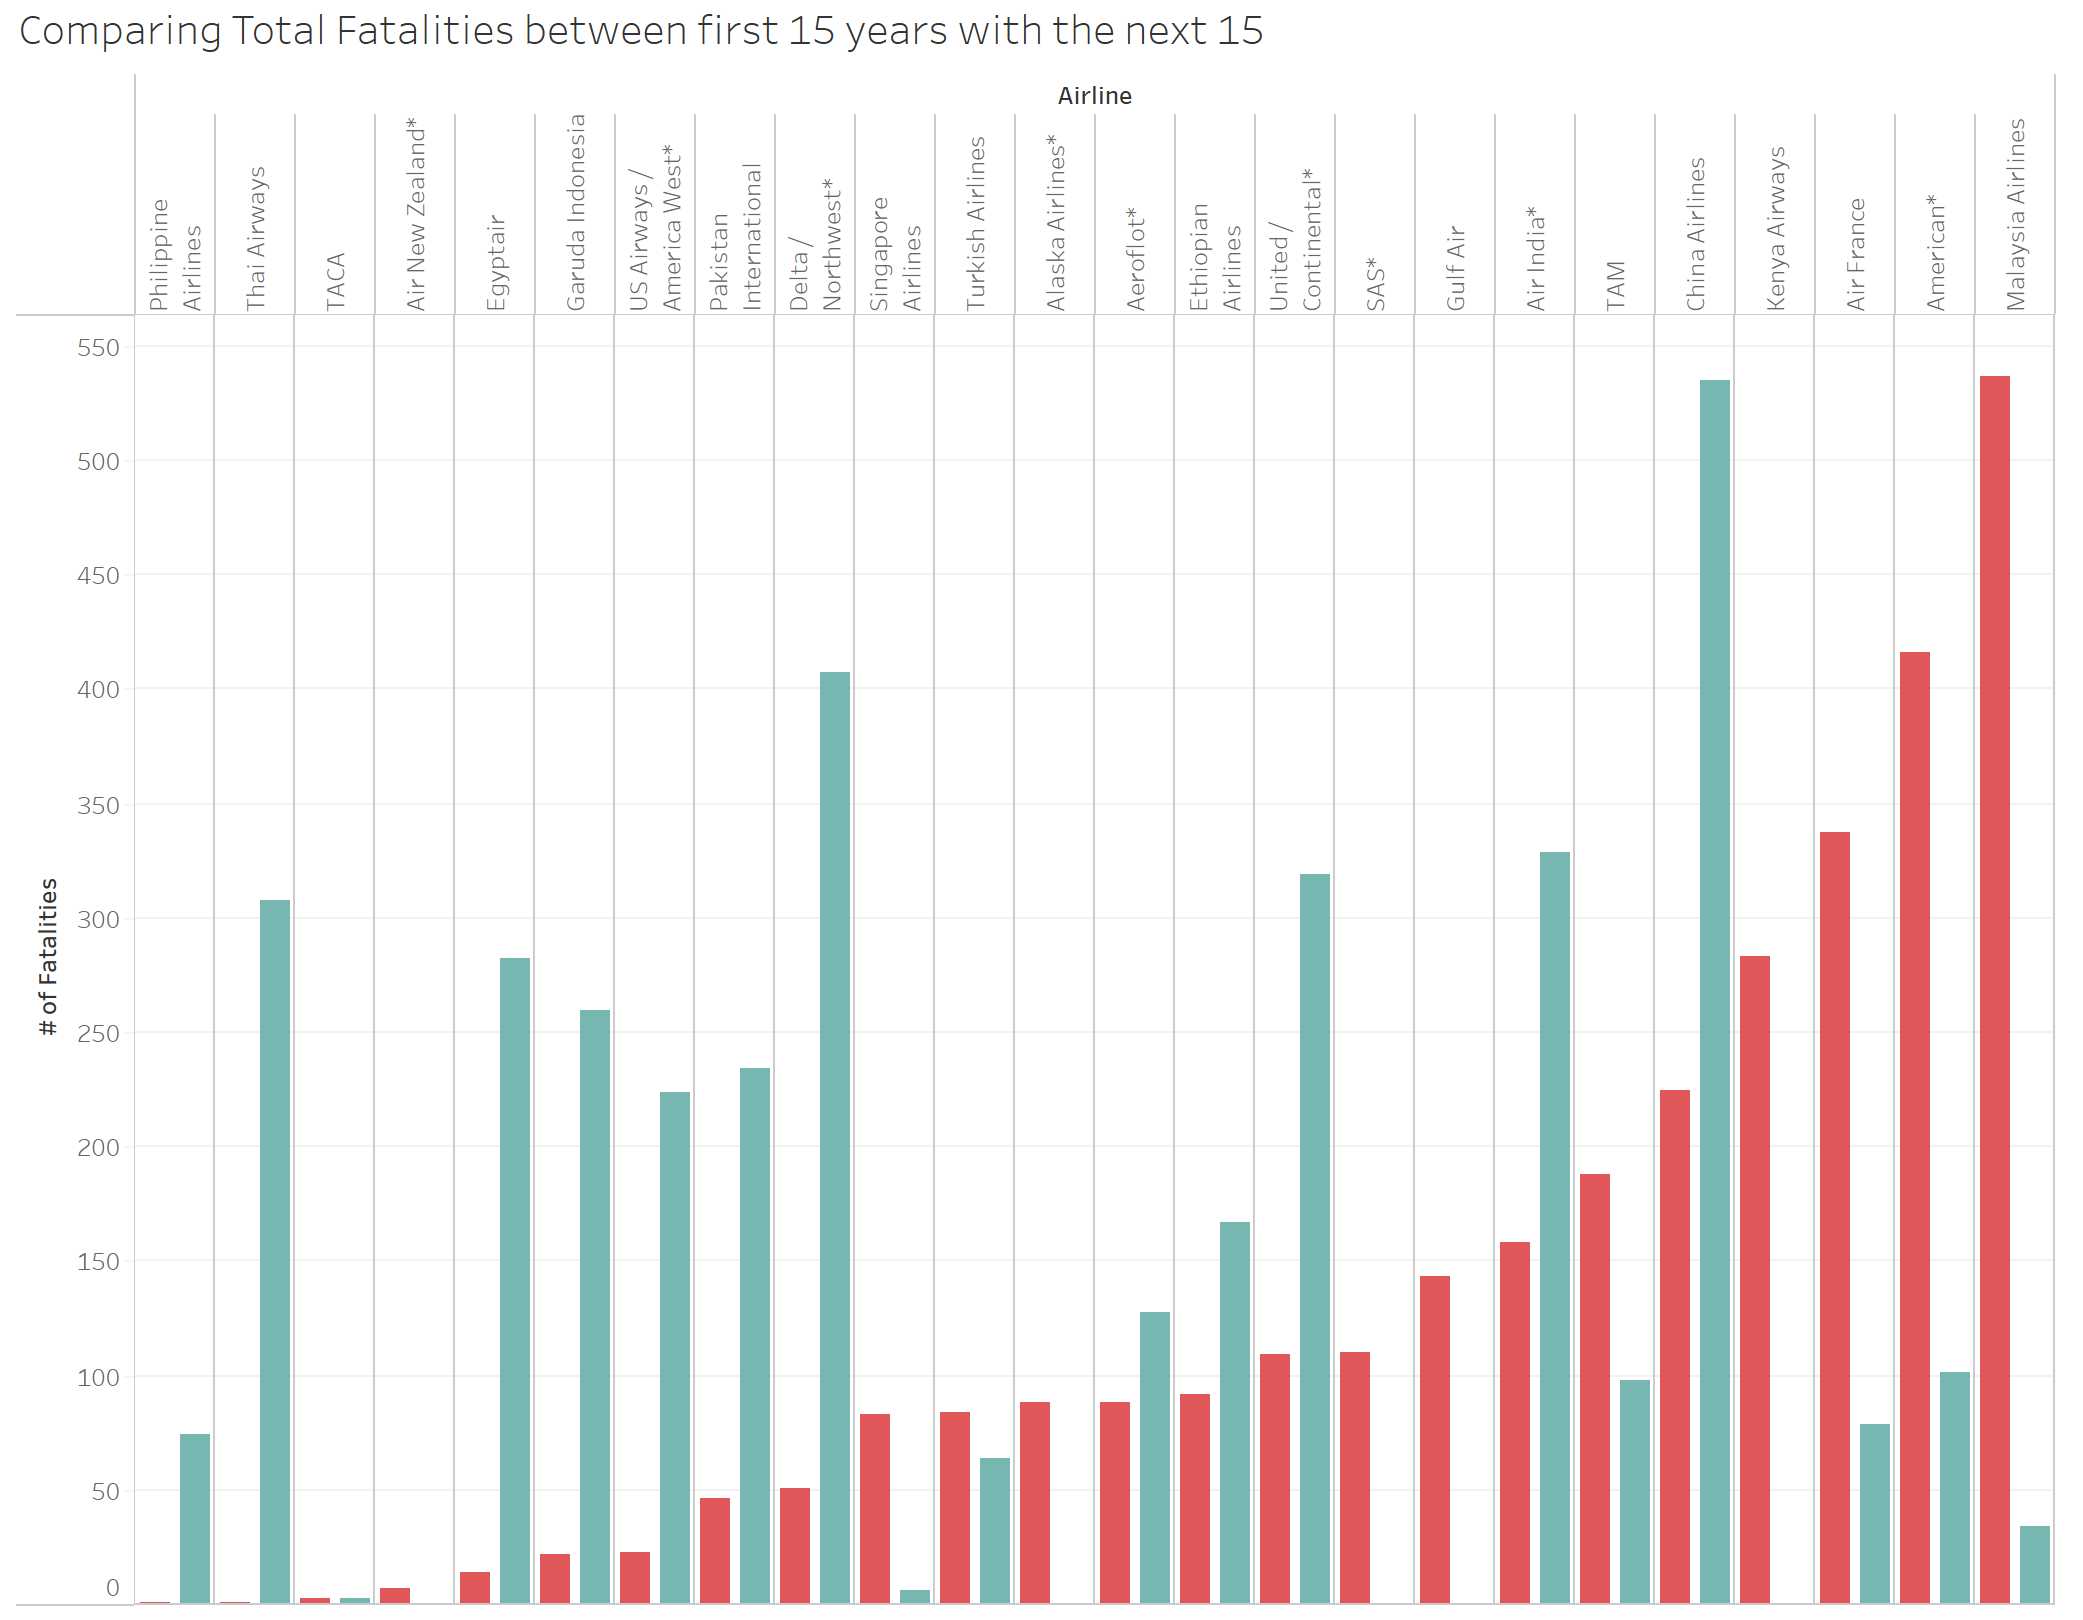 Comparing Total Fatalities between first 15 years with the next 15
Airline
Philippine
Airlines
Thai Airways
TACA
Air New Zealand*
Egyptair
Garuda Indonesia
US Airways /
America West*
Pakistan
International
Delta /
Northwest*
Singapore
Airlines
Turkish Airlines
Alaska Airlines*
Aeroflot*
Ethiopian
Airlines
United /
Continental*
SAS*
Gulf Air
Air India*
TAM
China Airlines
Kenya Airways
Air France
American*
Malaysia Airlines
# of Fatalities
550
500
450
400
350
300
250
200
150
100
50
0